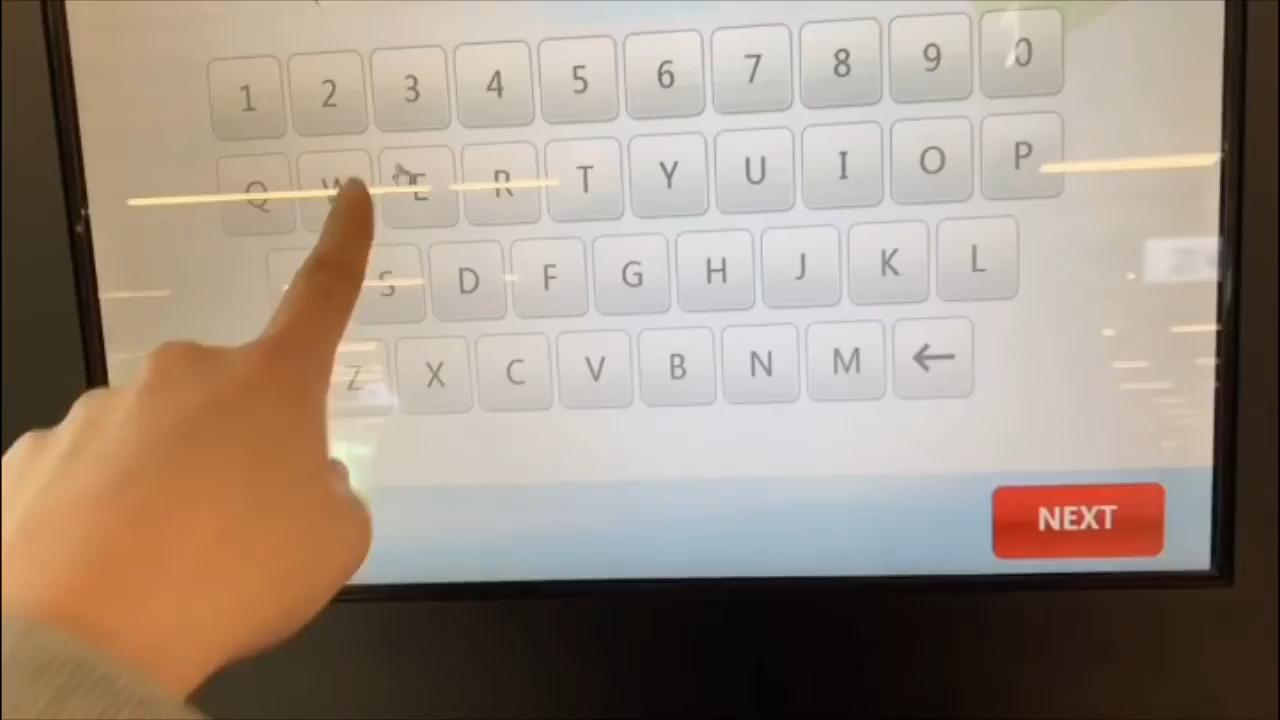 1 2 3 4 5 6 7 8 9 0
Q W E R T Y U I O P
S D F G H J K L
Z X C V B N M ←
NEXT